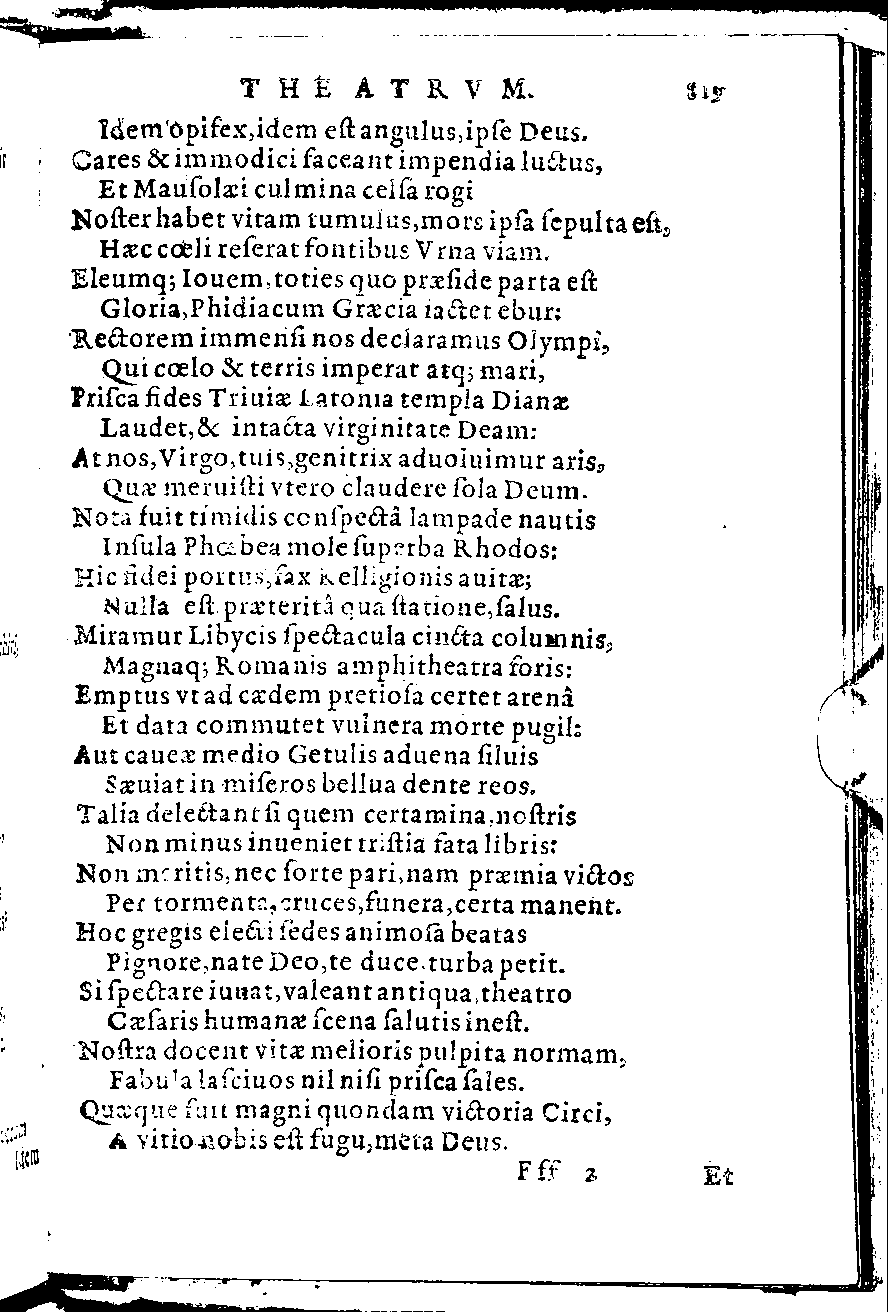 THEATRVM. 819
Idem opifex, idem eſt angulus, ipſe Deus.
Cares & immodici faceant impendia luctus,
Et Mauſolæi culmina celſa rogi
Noſter habet vitam tumulus, mors ipſa ſepulta eſt,
Hæc cœli reſerat fontibus Vrna viam.
Eleumq; Iouem, toties quo præſide parta eſt
Gloria, Phidiacum Græcia iactet ebur:
Rectorem immenſi nos declaramus Olympi,
Qui cœlo & terris imperat atq; mari,
Priſca fides Triuiæ Latonia templa Dianæ
Laudet, & intacta virginitate Deam:
At nos, Virgo, tuis, genitrix aduoluimur aris,
Quæ meruiſti vtero claudere ſola Deum.
Nota fuit timidis conſpectâ lampade nautis
Inſula Phœbea mole ſuperba Rhodos:
Hic fidei portus, fax Relligionis auitæ;
Nulla eſt præteritâ qua ſtatione, ſalus.
Miramur Libycis ſpectacula cincta columnis,
Magnaq; Romanis amphitheatra foris:
Emptus vt ad cædem pretioſa certet arenâ
Et data commutet vulnera morte pugil:
Aut caueæ medio Getulis aduena ſiluis
Sæuiat in miſeros bellua dente reos.
Talia delectant ſi quem certamina, noſtris
Non minus inueniet triſtia fata libris:
Non meritis, nec ſorte pari, nam præmia victos
Per tormenta, cruces, funera, certa manent.
Hoc gregis electi ſedes animoſa beatas
Pignore, nate Deo, te duce turba petit.
Si ſpectare iuuat, valeant antiqua, theatro
Cæſaris humanæ ſcena ſalutis ineſt.
Noſtra docent vitæ melioris pulpita normam,
Fabula laſciuos nil niſi priſca ſales.
Quæque fuit magni quondam victoria Circi,
A vitio nobis eſt fugu, meta Deus.
Fff 2 Et